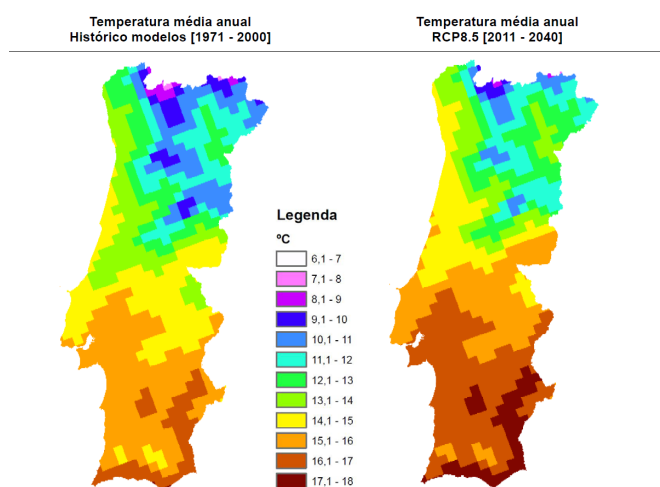 Temperatura média anual
Histórico modelos [1971 - 2000]
Temperatura média anual
RCP8.5 [2011 - 2040]
Legenda
ºC
6,1 - 7
7,1 - 8
8,1 - 9
9,1 - 10
10,1 - 11
11,1 - 12
12,1 - 13
13,1 - 14
14,1 - 15
15,1 - 16
16,1 - 17
17,1 - 18